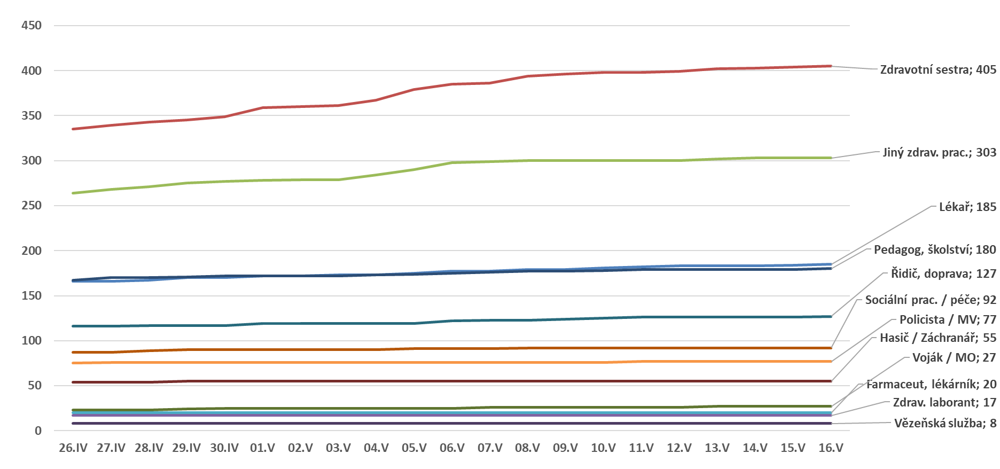 450
400
350
300
250
200
150
100
50
0
Zdravotní sestra; 405
Jiný zdrav. prac.; 303
Lékař; 185
Pedagog, školství; 180
Řidič, doprava; 127
Sociální prac. / péče; 92
Policista / MV; 77
Hasič / Záchranář; 55
Voják / MO; 27
Farmaceut, lékárník; 20
Zdrav. laborant; 17
Vězeňská služba; 8
26.IV 27.IV 28.IV 29.IV 30.IV 01.V 02.V 03.V 04.V 05.V 06.V 07.V 08.V 09.V 10.V 11.V 12.V 13.V 14.V 15.V 16.V